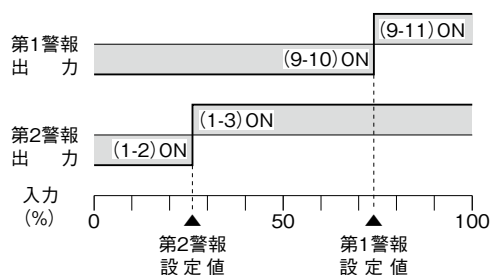 第1警報
出　力
(9-11)ON
(9-10)ON
第2警報
出　力
(1-3)ON
(1-2)ON
入力
(%)
0 50 100
第2警報
設定値
第1警報
設定値